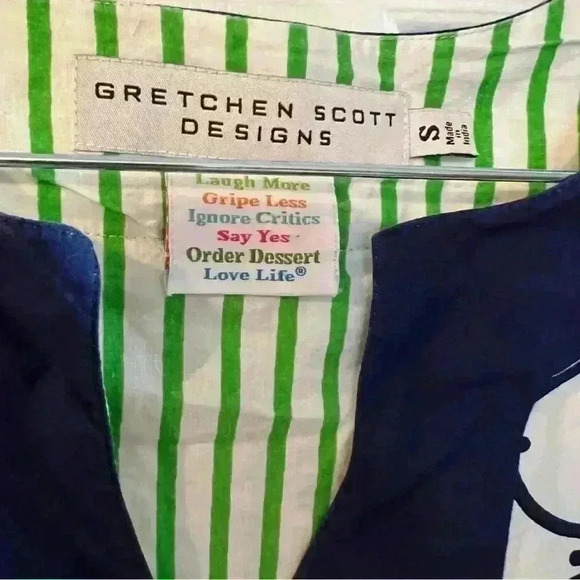 GRETCHEN SCOTT
DESIGNS
S
Made
in
India
Laugh More
Gripe Less
Ignore Critics
Say Yes
Order Dessert
Love Life®